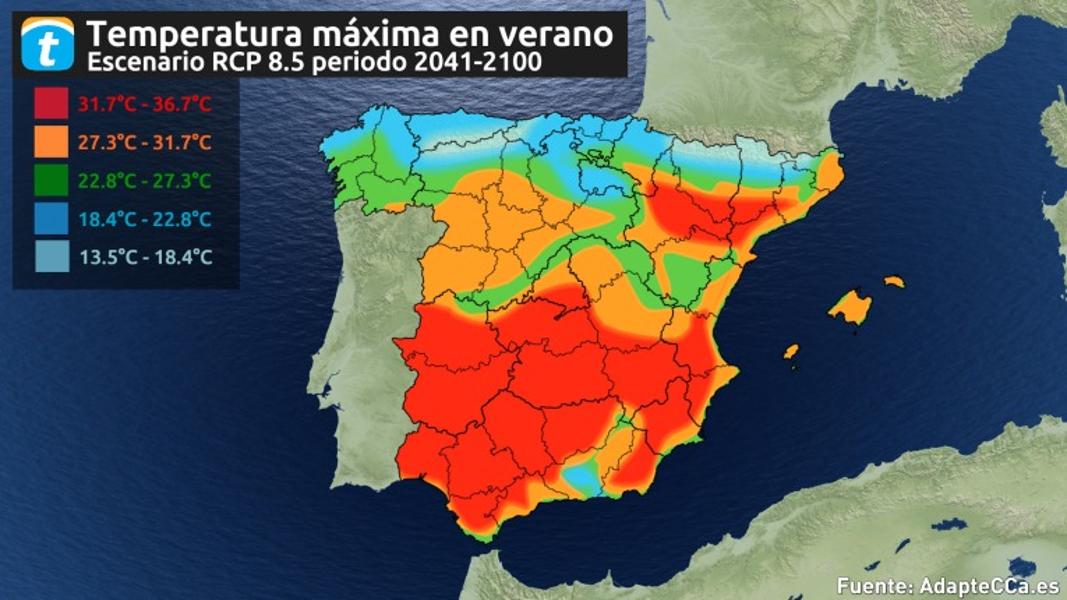 t
Temperatura máxima en verano
Escenario RCP 8.5 periodo 2041-2100
31.7°C - 36.7°C
27.3°C - 31.7°C
22.8°C - 27.3°C
18.4°C - 22.8°C
13.5°C - 18.4°C
Fuente: AdapteCCa.es